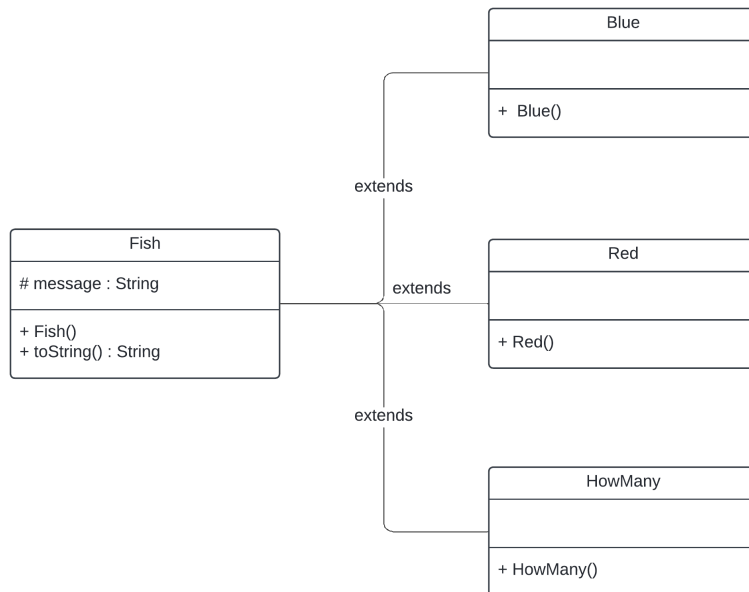 Blue
+ Blue()
extends
Fish
# message : String
+ Fish()
+ toString() : String
extends
Red
+ Red()
extends
HowMany
+ HowMany()